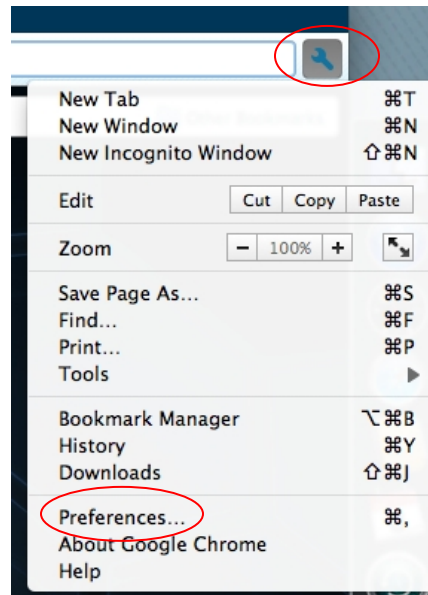 New Tab ⌘T
New Window ⌘N
New Incognito Window ⇧⌘N
Edit Cut Copy Paste
Zoom − 100% +
Save Page As... ⌘S
Find... ⌘F
Print... ⌘P
Tools
Bookmark Manager ⌥⌘B
History ⌘Y
Downloads ⇧⌘J
Preferences... ⌘,
About Google Chrome
Help